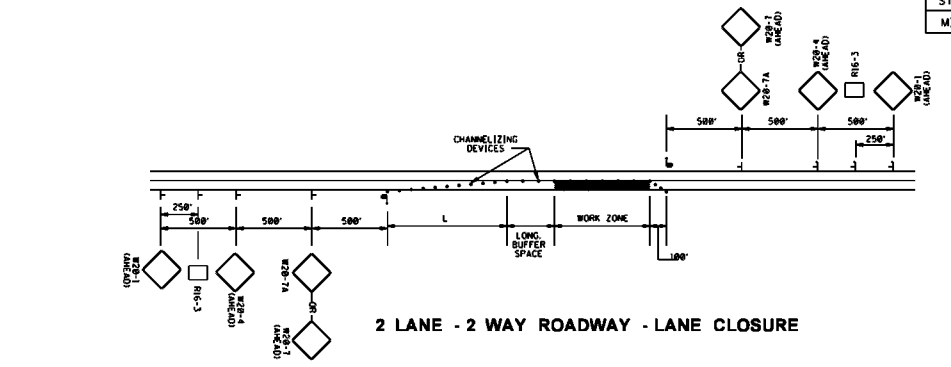 ST
M
W20-7
(AHEAD)
OR
W20-7A
W20-4
(AHEAD)
R16-3
W20-1
(AHEAD)
500'
500'
500'
250'
CHANNELIZING
DEVICES
250'
500'
500'
500'
L
LONG.
BUFFER
SPACE
WORK ZONE
100'
W20-1
(AHEAD)
R16-3
W20-4
(AHEAD)
W20-7A
OR
W20-7
(AHEAD)
2 LANE - 2 WAY ROADWAY - LANE CLOSURE